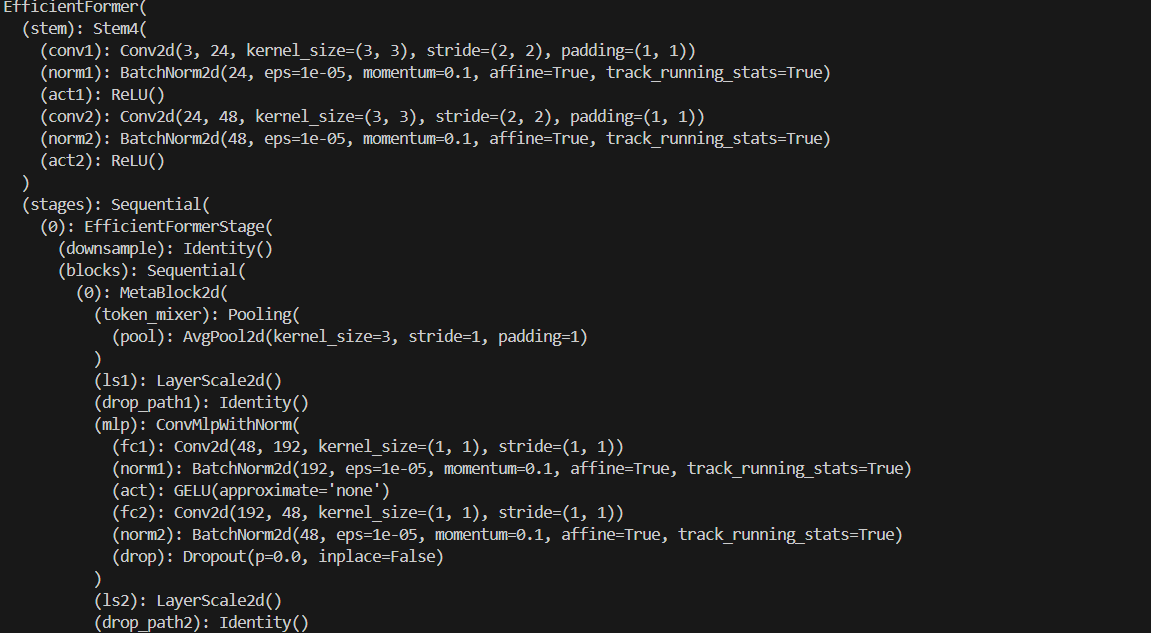 EfficientFormer(
  (stem): Stem4(
    (conv1): Conv2d(3, 24, kernel_size=(3, 3), stride=(2, 2), padding=(1, 1))
    (norm1): BatchNorm2d(24, eps=1e-05, momentum=0.1, affine=True, track_running_stats=True)
    (act1): ReLU()
    (conv2): Conv2d(24, 48, kernel_size=(3, 3), stride=(2, 2), padding=(1, 1))
    (norm2): BatchNorm2d(48, eps=1e-05, momentum=0.1, affine=True, track_running_stats=True)
    (act2): ReLU()
  )
  (stages): Sequential(
    (0): EfficientFormerStage(
      (downsample): Identity()
      (blocks): Sequential(
        (0): MetaBlock2d(
          (token_mixer): Pooling(
            (pool): AvgPool2d(kernel_size=3, stride=1, padding=1)
          )
          (ls1): LayerScale2d()
          (drop_path1): Identity()
          (mlp): ConvMlpWithNorm(
            (fc1): Conv2d(48, 192, kernel_size=(1, 1), stride=(1, 1))
            (norm1): BatchNorm2d(192, eps=1e-05, momentum=0.1, affine=True, track_running_stats=True)
            (act): GELU(approximate='none')
            (fc2): Conv2d(192, 48, kernel_size=(1, 1), stride=(1, 1))
            (norm2): BatchNorm2d(48, eps=1e-05, momentum=0.1, affine=True, track_running_stats=True)
            (drop): Dropout(p=0.0, inplace=False)
          )
          (ls2): LayerScale2d()
          (drop_path2): Identity()